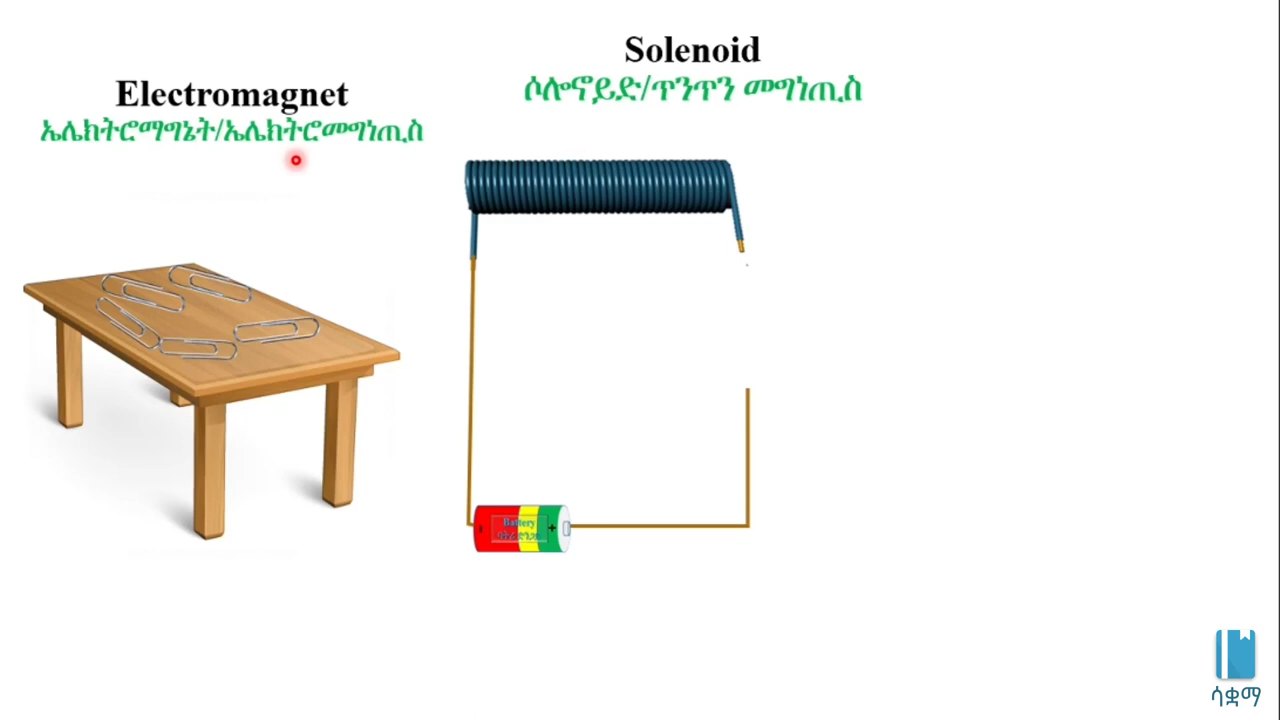 Solenoid
ሶሎኖይድ/ጥንጥን መግነጢስ
Electromagnet
ኤሌክትሮማግኔት/ኤሌክትሮመግነጢስ
Battery
- +
ሳቋማ